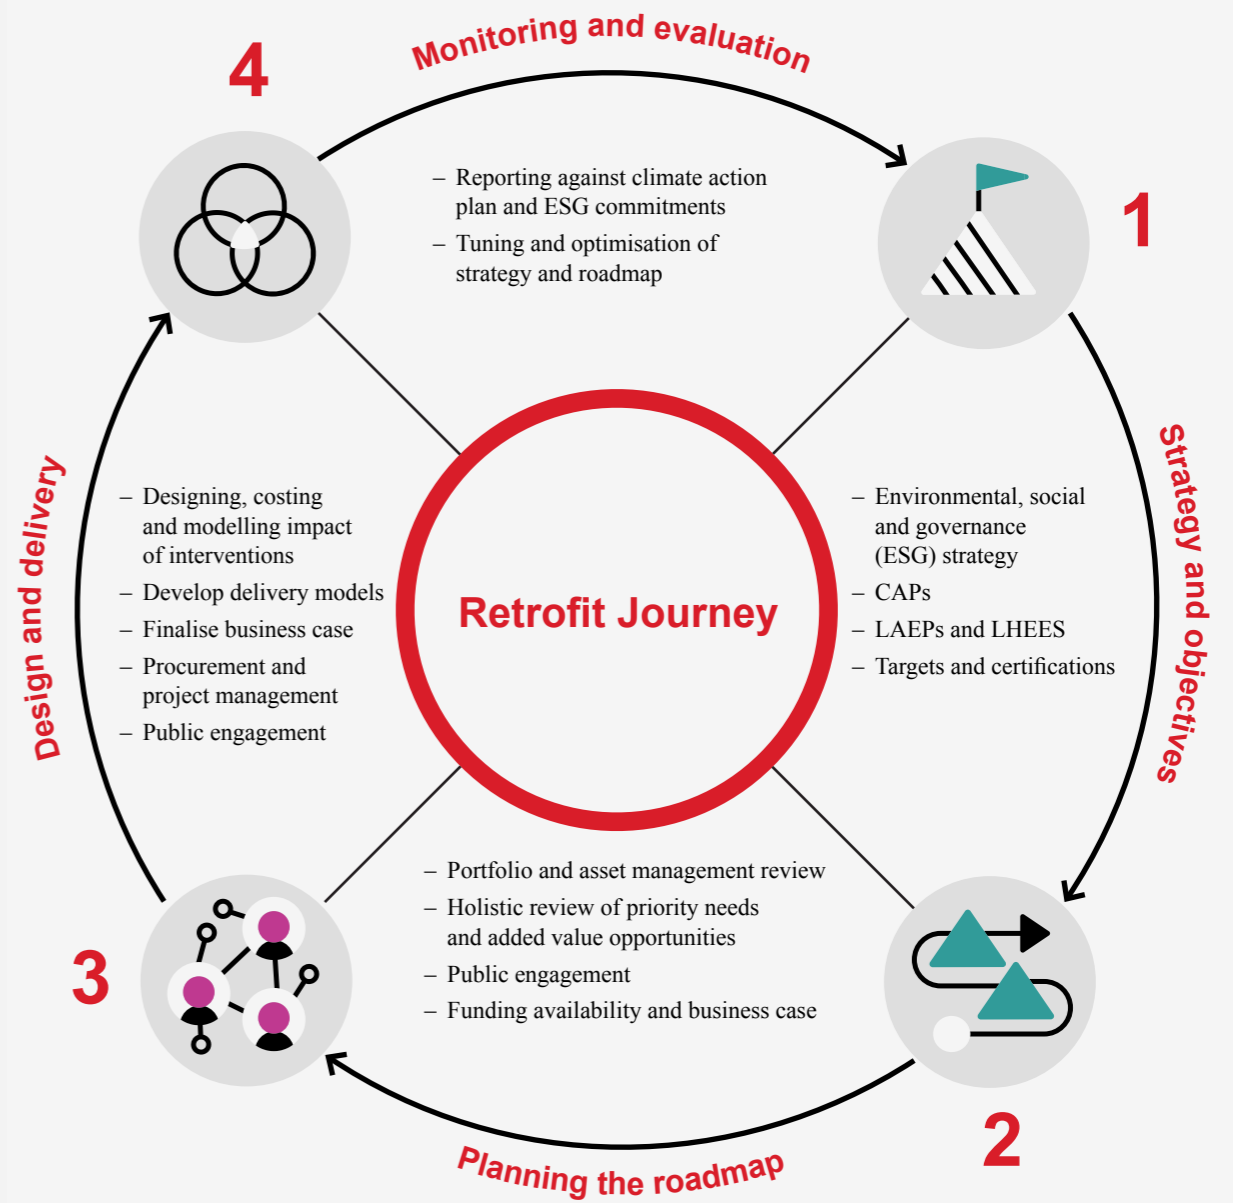 Retrofit Journey
1
Strategy and objectives
– Environmental, social
and governance
(ESG) strategy
– CAPs
– LAEPs and LHEES
– Targets and certifications
2
Planning the roadmap
– Portfolio and asset management review
– Holistic review of priority needs
and added value opportunities
– Public engagement
– Funding availability and business case
3
Design and delivery
– Designing, costing
and modelling impact
of interventions
– Develop delivery models
– Finalise business case
– Procurement and
project management
– Public engagement
4
Monitoring and evaluation
– Reporting against climate action
plan and ESG commitments
– Tuning and optimisation of
strategy and roadmap